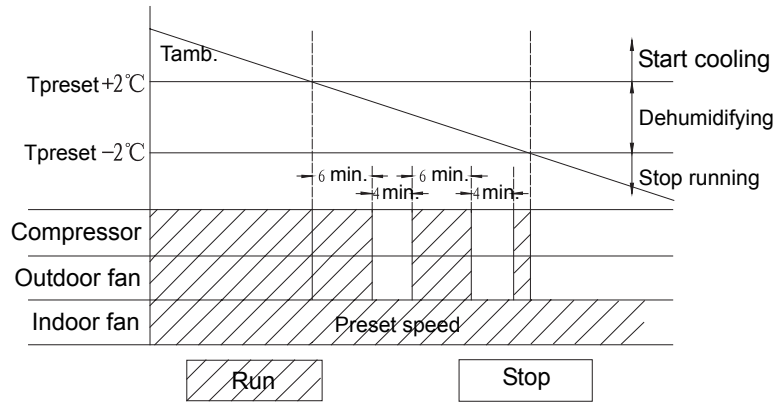 Tamb.
Start cooling
Tpreset+2℃
Dehumidifying
Tpreset-2℃
6 min. 6 min.
Stop running
4 min. 4 min.
Compressor
Outdoor fan
Indoor fan
Preset speed
Run
Stop